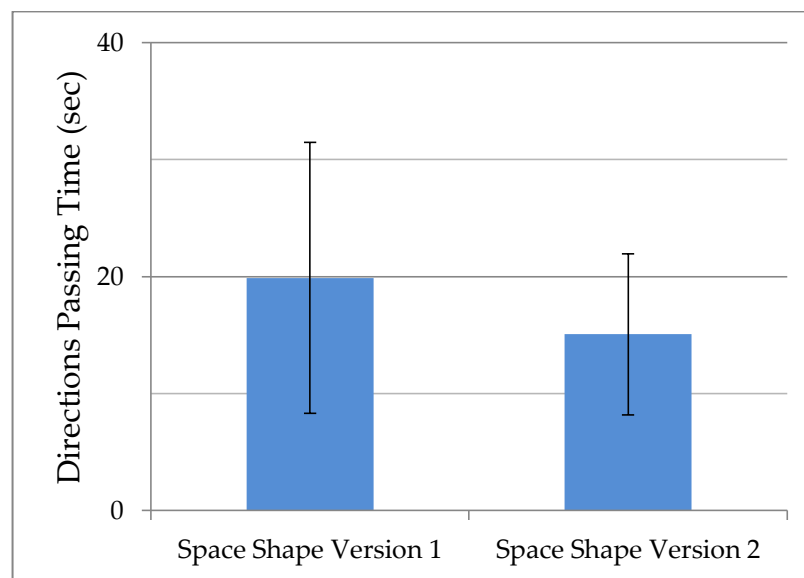 Directions Passing Time (sec)
40
20
0
Space Shape Version 1
Space Shape Version 2